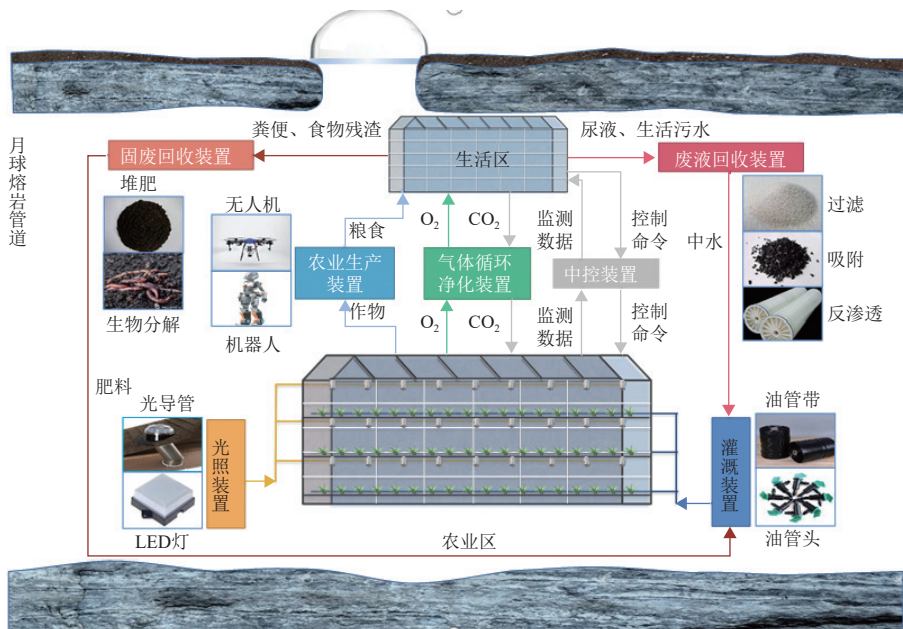 粪便、食物残渣
尿液、生活污水
月球熔岩管道
固废回收装置
生活区
废液回收装置
堆肥
无人机
粮食
O₂
CO₂
监测
数据
控制
命令
中水
过滤
农业生产
装置
气体循环
净化装置
中控装置
吸附
生物分解
机器人
作物
O₂
CO₂
监测
数据
控制
命令
反渗透
肥料
光导管
光照装置
LED灯
农业区
灌溉装置
油管带
油管头